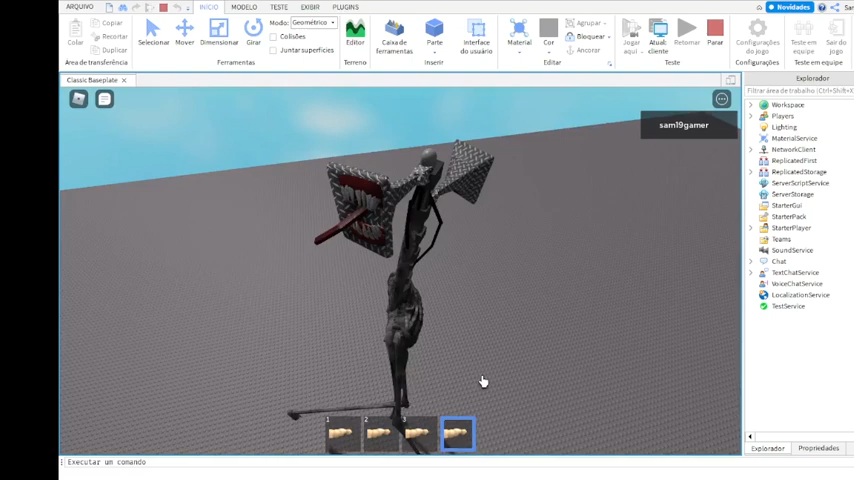 ARQUIVO INÍCIO MODELO TESTE EXIBIR PLUGINS Novidades
Copiar
Colar Recortar
Duplicar
Área de transferência
Selecionar Mover Dimensionar Girar
Ferramentas
Modo: Geométrico
Colisões
Juntar superfícies
Editor
Terreno
Caixa de ferramentas
Parte
Interface do usuário
Inserir
Material
Cor
Agrupar
Bloquear
Ancorar
Editar
Jogar aqui
Atual: cliente
Retomar
Parar
Teste
Configurações do jogo
Configurações
Teste em equipe
Sair do jogo
Teste em equipe
ClassicBaseplate
sam19gamer
1 2 3
Explorador
Filtrar área de trabalho (Ctrl+Shift+X)
Workspace
Players
Lighting
MaterialService
NetworkClient
ReplicatedFirst
ReplicatedStorage
ServerScriptService
ServerStorage
StarterGui
StarterPack
StarterPlayer
Teams
SoundService
Chat
TextChatService
VoiceChatService
LocalizationService
TestService
Explorador Propriedades
Executar um comando